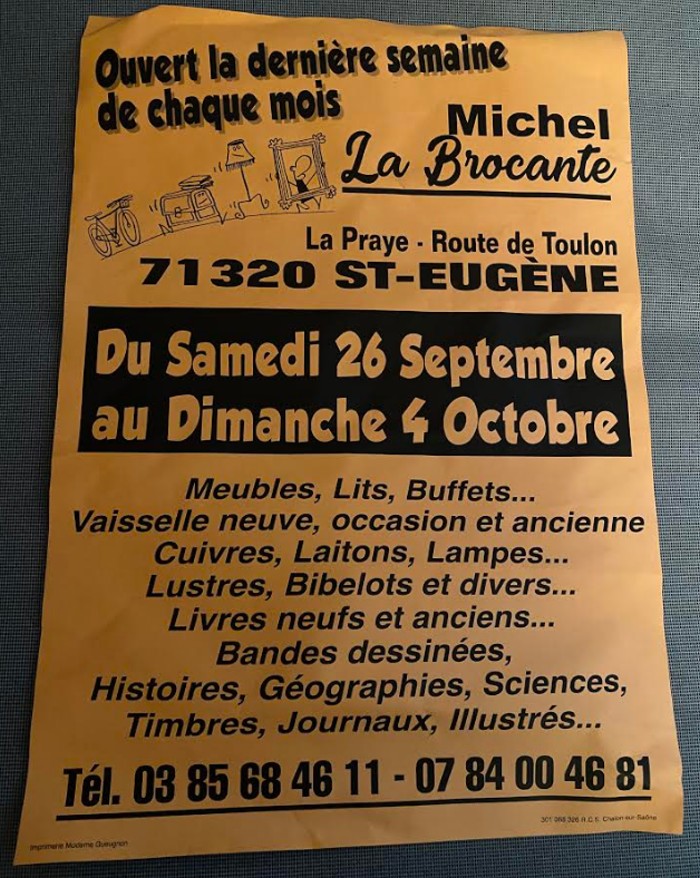 Ouvert la dernière semaine
de chaque mois
Michel
La Brocante
La Praye - Route de Toulon
71320 ST-EUGÈNE
Du Samedi 26 Septembre
au Dimanche 4 Octobre
Meubles, Lits, Buffets...
Vaisselle neuve, occasion et ancienne
Cuivres, Laitons, Lampes...
Lustres, Bibelots et divers...
Livres neufs et anciens...
Bandes dessinées,
Histoires, Géographies, Sciences,
Timbres, Journaux, Illustrés...
Tél. 03 85 68 46 11 - 07 84 00 46 81
R.C.S. Chalon-sur-Saône
Imprimerie Moderne Gueugnon